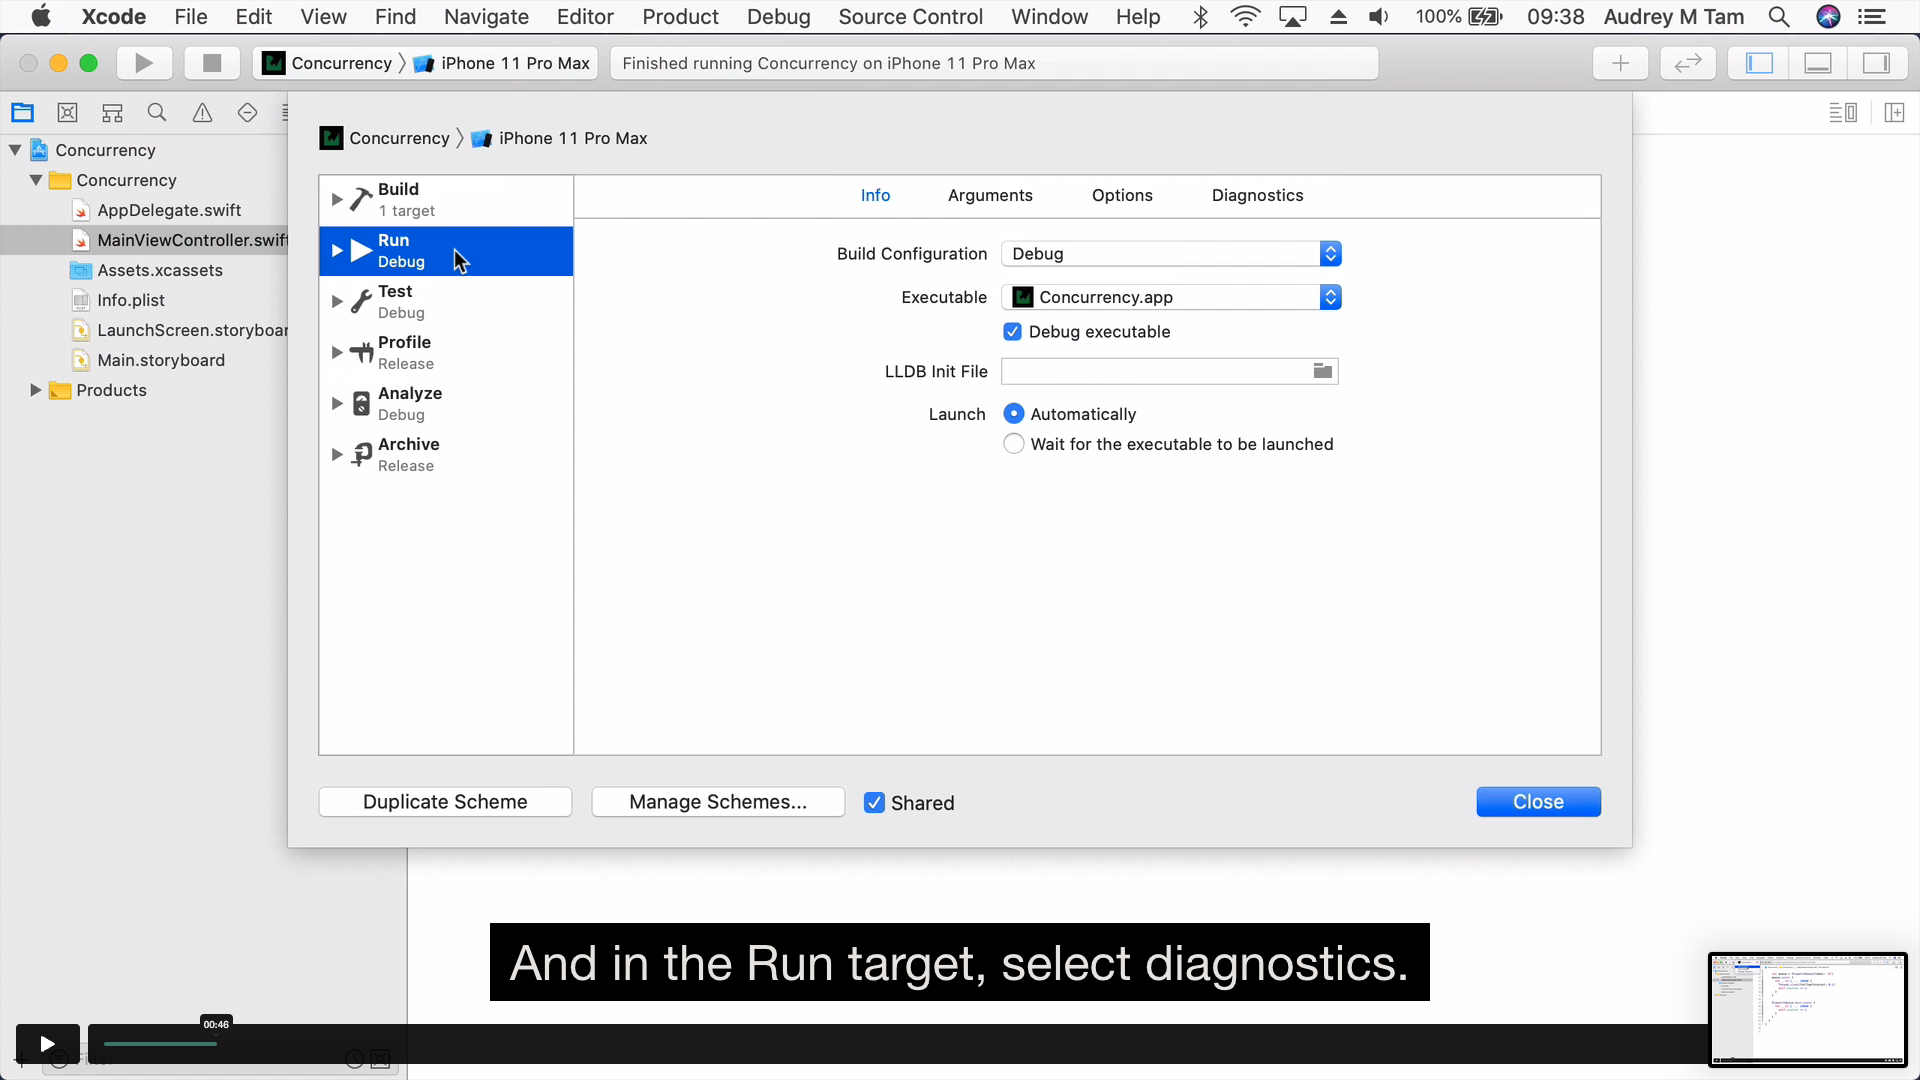 Xcode File Edit View Find Navigate Editor Product Debug Source Control Window Help 100% 09:38 Audrey M Tam
Concurrency iPhone 11 Pro Max Finished running Concurrency on iPhone 11 Pro Max
Concurrency iPhone 11 Pro Max
Concurrency
Concurrency
AppDelegate.swift
MainViewController.swift
Assets.xcassets
Info.plist
LaunchScreen.storyboar
Main.storyboard
Products
Build
1 target
Run
Debug
Test
Debug
Profile
Release
Analyze
Debug
Archive
Release
Info Arguments Options Diagnostics
Build Configuration Debug
Executable Concurrency.app
Debug executable
LLDB Init File
Launch Automatically
Wait for the executable to be launched
Duplicate Scheme Manage Schemes... Shared Close
And in the Run target, select diagnostics.
00:46
Filter